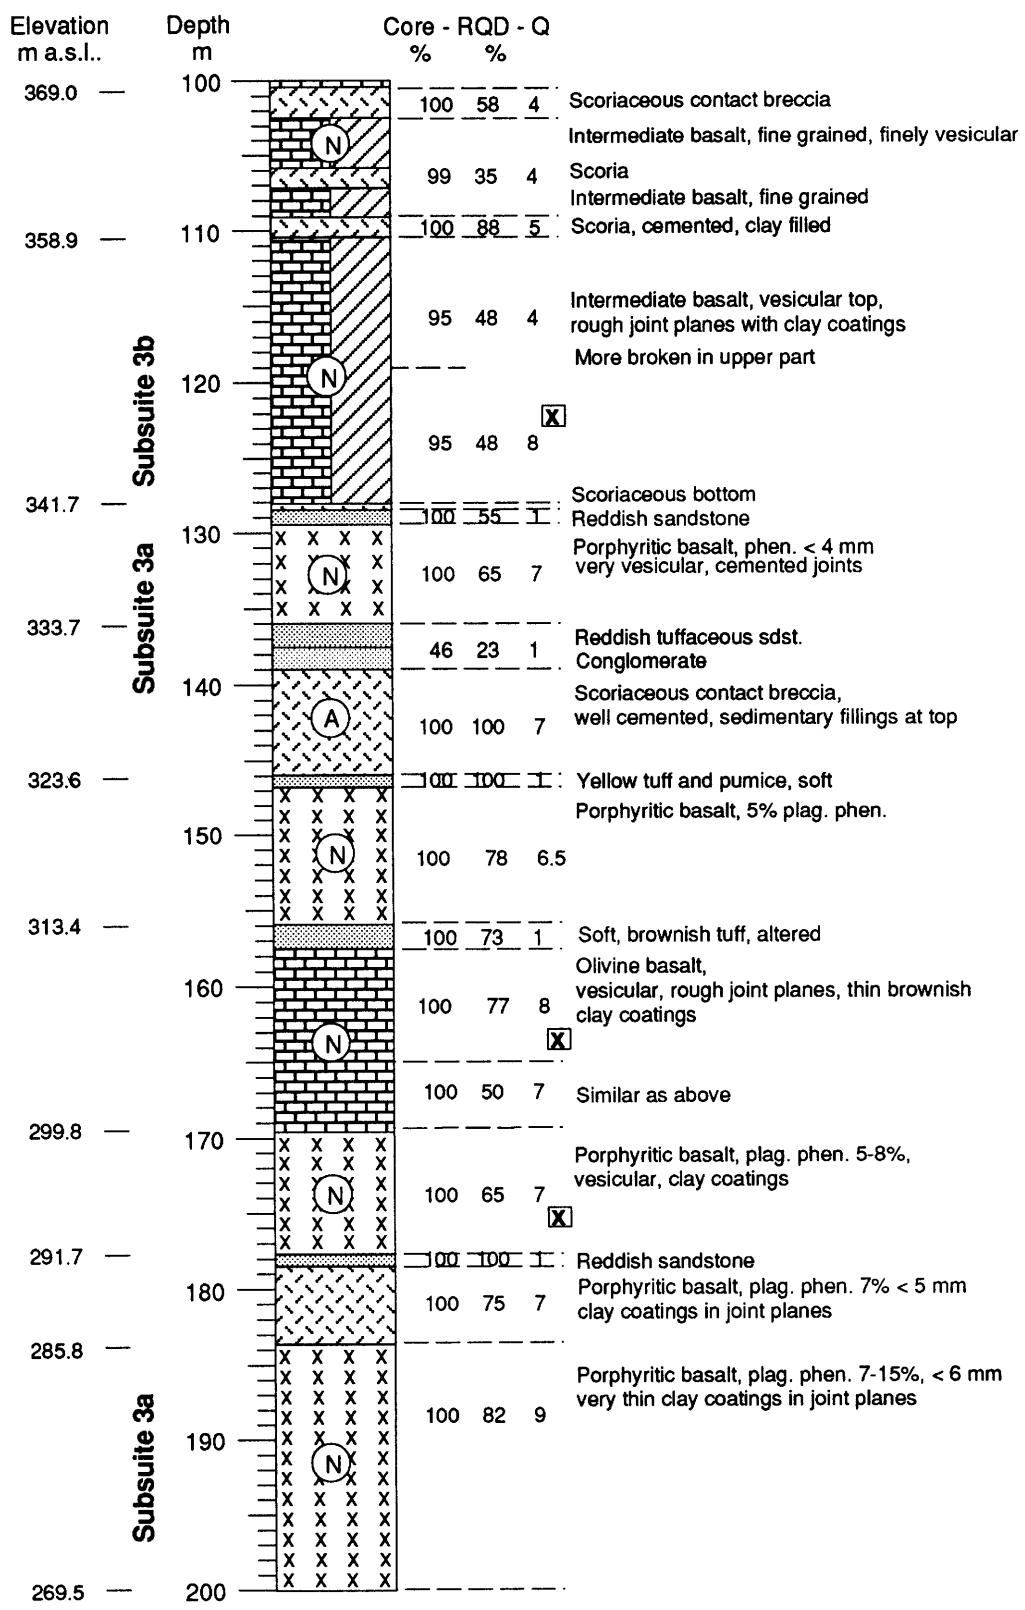 Elevation Depth Core - RQD - Q
m a.s.l.. m % %
100
369.0
100 58 4 Scoriaceous contact breccia
Intermediate basalt, fine grained, finely vesicular
N
99 35 4 Scoria
Intermediate basalt, fine grained
110 100 88 5 Scoria, cemented, clay filled
358.9
Intermediate basalt, vesicular top,
95 48 4 rough joint planes with clay coatings
More broken in upper part
Subsuite 3b
N
120
X
95 48 8
Scoriaceous bottom
341.7
100 55 1 Reddish sandstone
130
Porphyritic basalt, phen. < 4 mm
very vesicular, cemented joints
N
100 65 7
Subsuite 3a
333.7
Reddish tuffaceous sdst.
46 23 1
Conglomerate
140
Scoriaceous contact breccia,
well cemented, sedimentary fillings at top
A
100 100 7
323.6 100 100 1 Yellow tuff and pumice, soft
Porphyritic basalt, 5% plag. phen.
150
N
100 78 6.5
313.4
100 73 1 Soft, brownish tuff, altered
Olivine basalt,
160 vesicular, rough joint planes, thin brownish
100 77 8 clay coatings
N
X
100 50 7 Similar as above
299.8
170
Porphyritic basalt, plag. phen. 5-8%,
vesicular, clay coatings
N
100 65 7
X
291.7 100 100 1 Reddish sandstone
180 Porphyritic basalt, plag. phen. 7% < 5 mm
100 75 7 clay coatings in joint planes
285.8
Porphyritic basalt, plag. phen. 7-15%, < 6 mm
very thin clay coatings in joint planes
100 82 9
190
N
Subsuite 3a
269.5 200